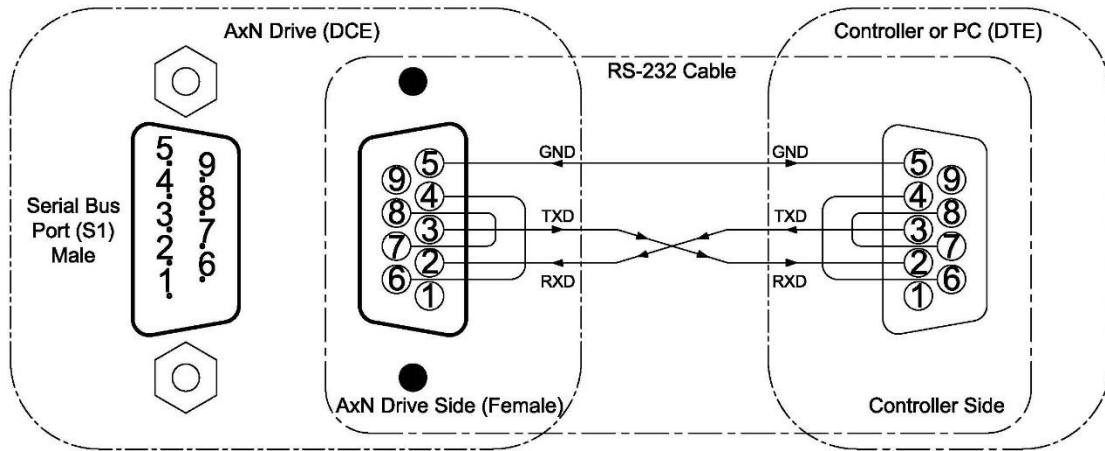 AxN Drive (DCE)
Controller or PC (DTE)
RS-232 Cable
5
9
4
8
3
7
2
6
1
Serial Bus
Port (S1)
Male
5
9
4
8
3
7
2
6
1
GND
GND
TXD
TXD
RXD
RXD
5
9
4
8
3
7
2
6
1
AxN Drive Side (Female)
Controller Side